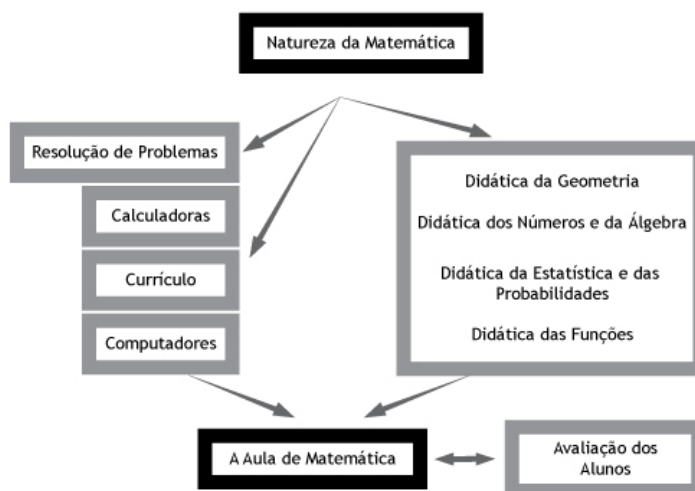 Natureza da Matemática
Resolução de Problemas
Calculadoras
Currículo
Computadores
Didática da Geometria
Didática dos Números e da Álgebra
Didática da Estatística e das
Probabilidades
Didática das Funções
A Aula de Matemática
Avaliação dos
Alunos